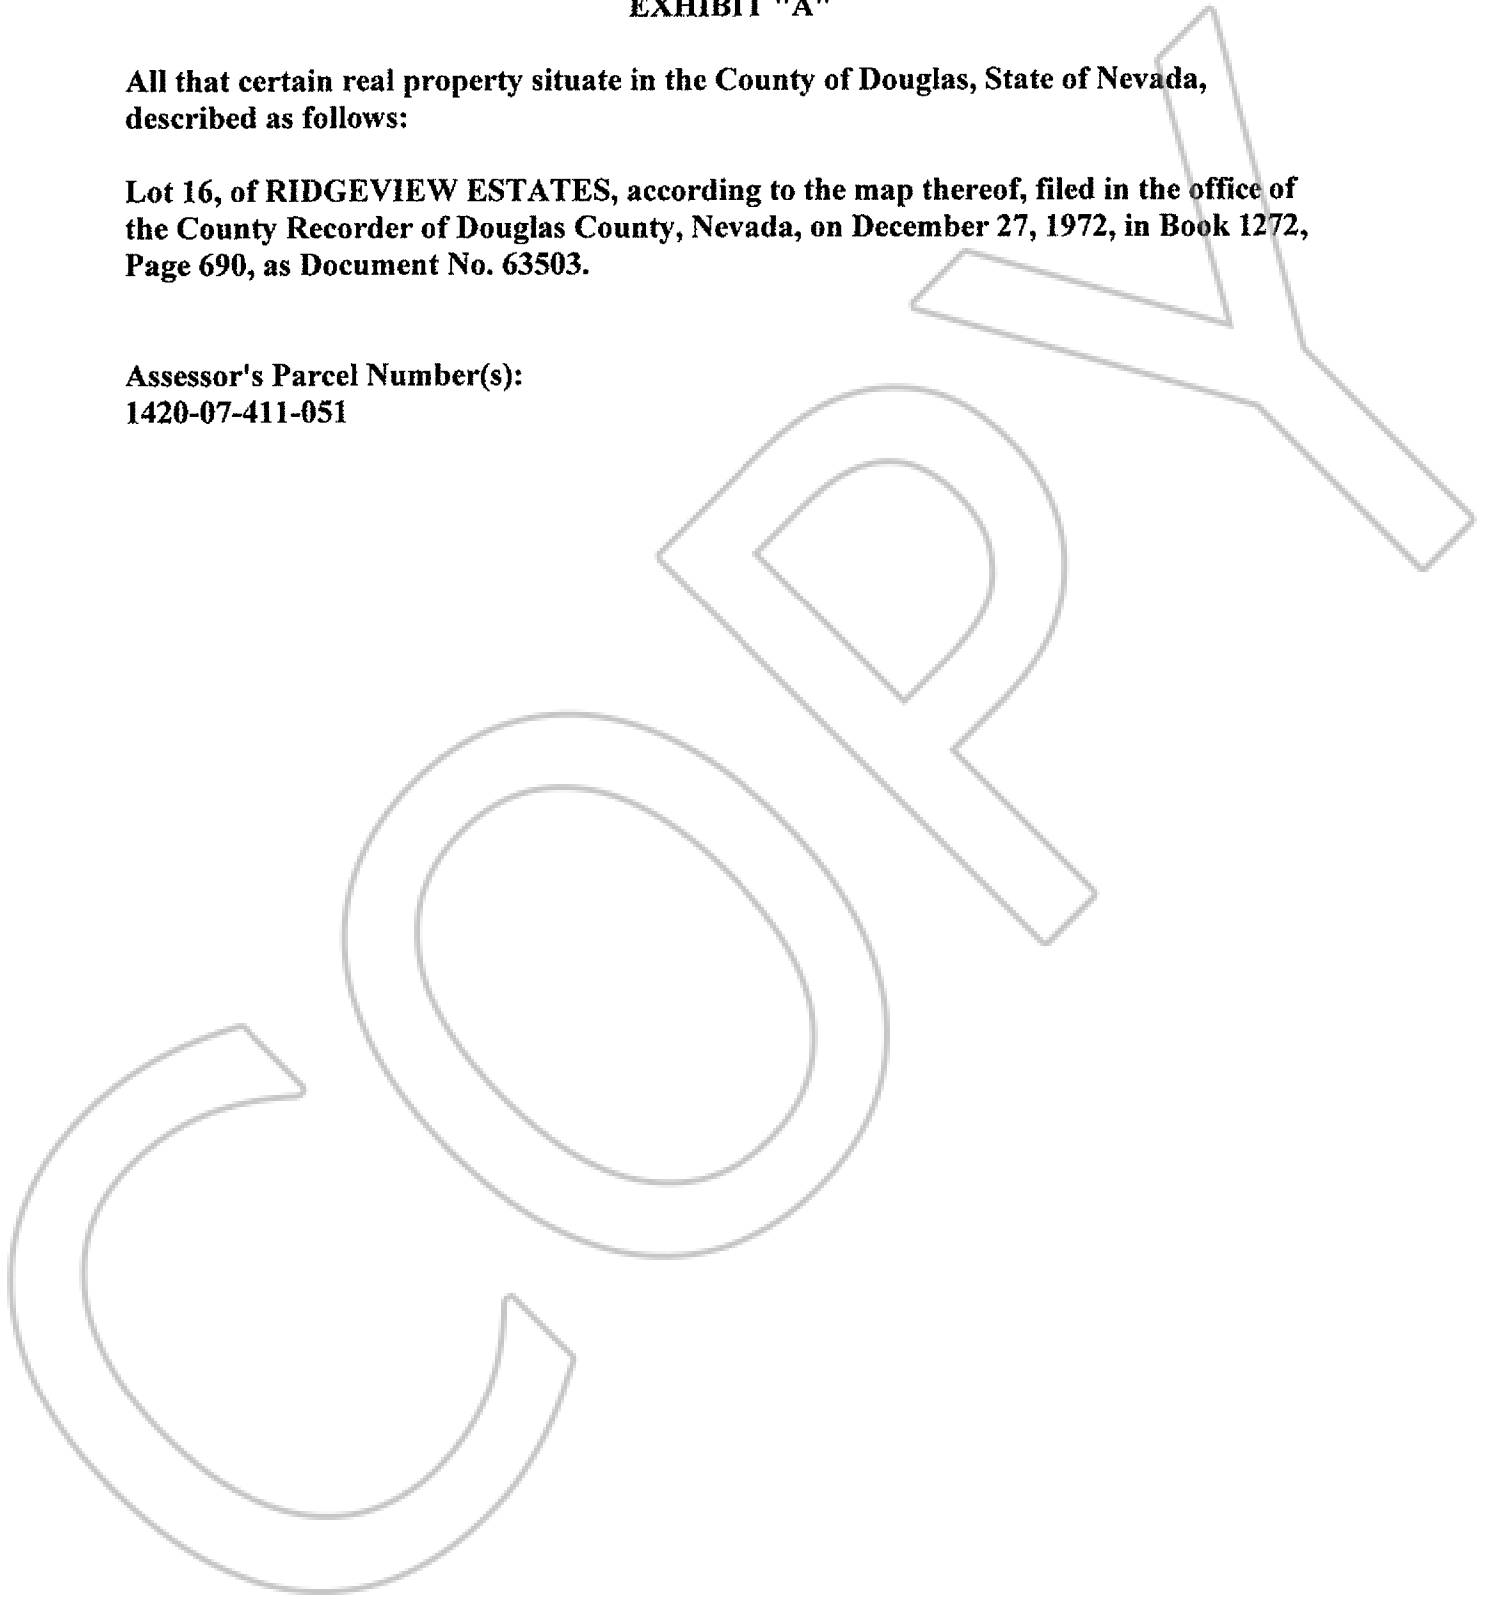 EXHIBIT "A"
All that certain real property situate in the County of Douglas, State of Nevada,
described as follows:
Lot 16, of RIDGEVIEW ESTATES, according to the map thereof, filed in the office of
the County Recorder of Douglas County, Nevada, on December 27, 1972, in Book 1272,
Page 690, as Document No. 63503.
Assessor's Parcel Number(s):
1420-07-411-051
COPY